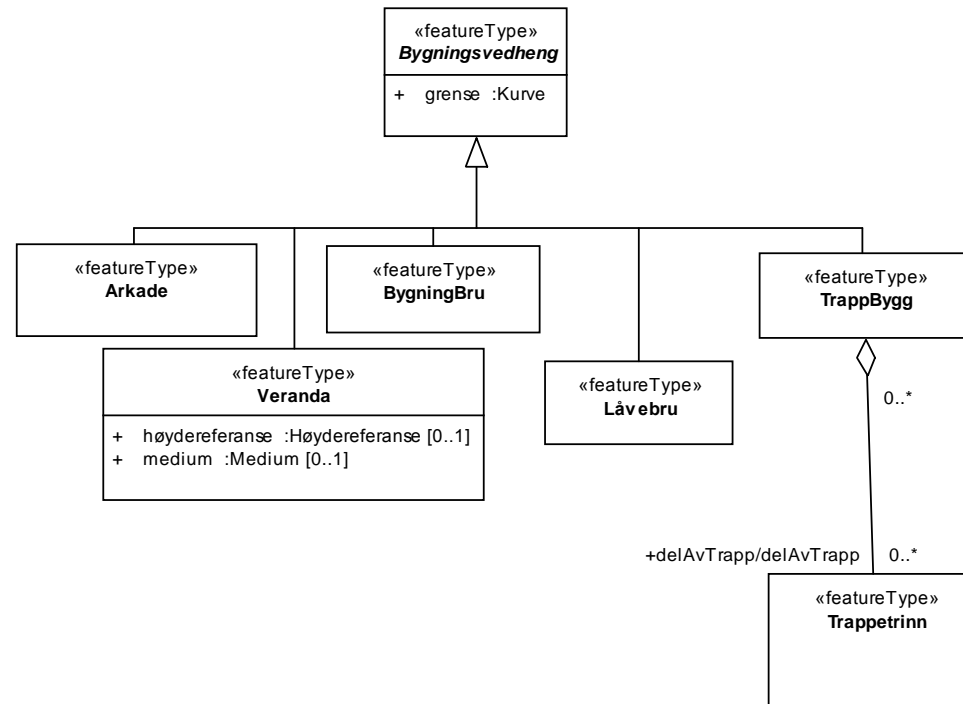 «featureType»
Bygningsvedheng
+ grense :Kurve
«featureType»
Arkade
«featureType»
BygningBru
«featureType»
TrappBygg
«featureType»
Veranda
+ høydereferanse :Høydereferanse [0..1]
+ medium :Medium [0..1]
«featureType»
Låvebru
0..*
+delAvTrapp/delAvTrapp 0..*
«featureType»
Trappetrinn